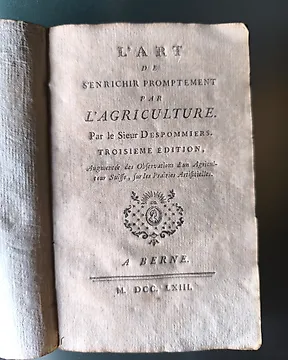 L'ART
DE
S'ENRICHIR PROMPTEMENT
PAR
L'AGRICULTURE.
Par le Sieur DESPOMMIERS.
TROISIEME ÉDITION,
Augmentée des Observations d'un Agricul-
teur Suisse, sur les Prairies Artificielles.
A BERNE.
M. DCC. LXIII.